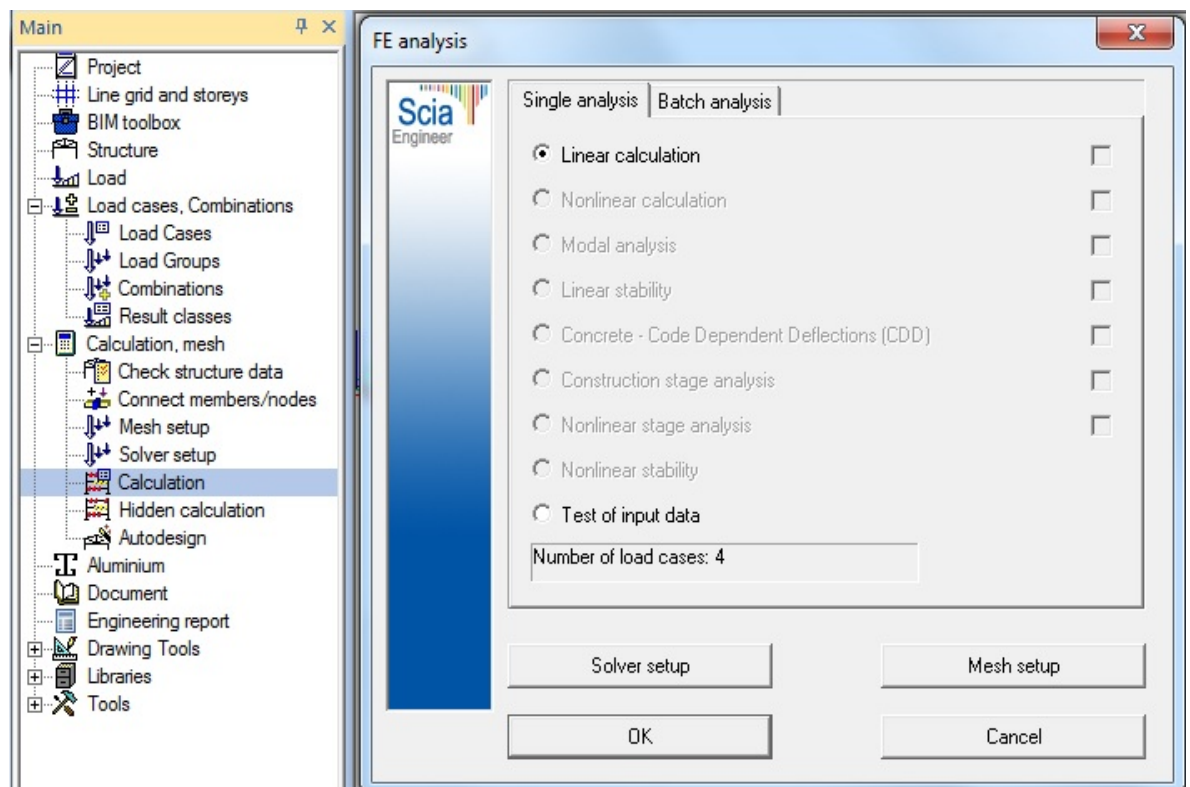 Main
Project
Line grid and storeys
BIM toolbox
Structure
Load
Load cases, Combinations
Load Cases
Load Groups
Combinations
Result classes
Calculation, mesh
Check structure data
Connect members/nodes
Mesh setup
Solver setup
Calculation
Hidden calculation
Autodesign
Aluminium
Document
Engineering report
Drawing Tools
Libraries
Tools
FE analysis
Scia
Engineer
Single analysis
Batch analysis
Linear calculation
Nonlinear calculation
Modal analysis
Linear stability
Concrete - Code Dependent Deflections (CDD)
Construction stage analysis
Nonlinear stage analysis
Nonlinear stability
Test of input data
Number of load cases: 4
Solver setup
Mesh setup
OK
Cancel